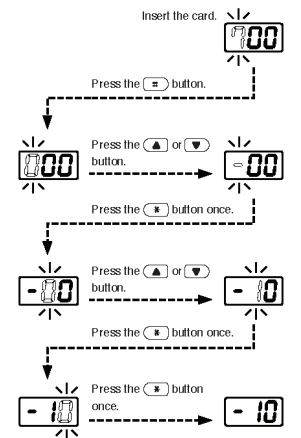 Insert the card.
700
Press the # button.
000
Press the ▲ or ▼
button.
-00
Press the * button once.
-00
Press the ▲ or ▼
button.
-10
Press the * button once.
-10
Press the * button
once.
-10